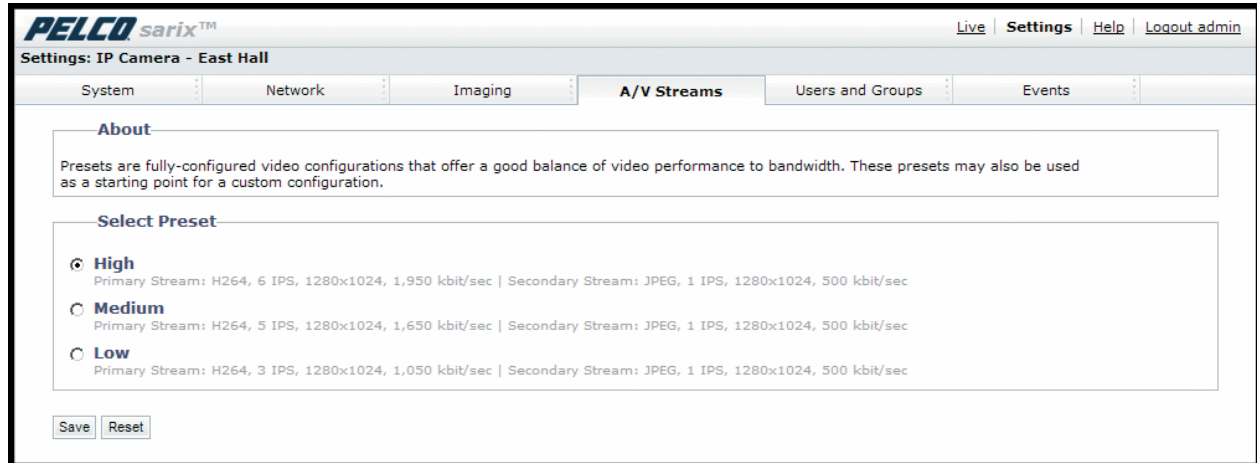 PELCO sarix™
Live | Settings | Help | Logout admin
Settings: IP Camera - East Hall
System Network Imaging A/V Streams Users and Groups Events
About
Presets are fully-configured video configurations that offer a good balance of video performance to bandwidth. These presets may also be used
as a starting point for a custom configuration.
Select Preset
High
Primary Stream: H264, 6 IPS, 1280x1024, 1,950 kbit/sec | Secondary Stream: JPEG, 1 IPS, 1280x1024, 500 kbit/sec
Medium
Primary Stream: H264, 5 IPS, 1280x1024, 1,650 kbit/sec | Secondary Stream: JPEG, 1 IPS, 1280x1024, 500 kbit/sec
Low
Primary Stream: H264, 3 IPS, 1280x1024, 1,050 kbit/sec | Secondary Stream: JPEG, 1 IPS, 1280x1024, 500 kbit/sec
Save Reset